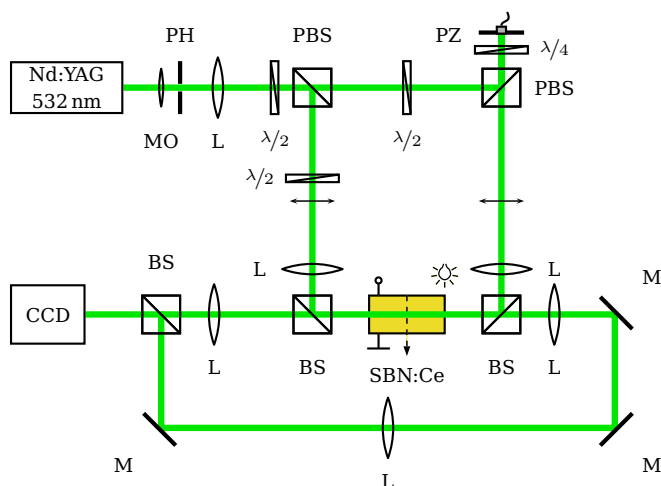 PH
PBS
PZ
λ/4
Nd:YAG
532 nm
PBS
MO
L
λ/2
λ/2
λ/2
BS
L
L
M
CCD
L
BS
SBN:Ce
BS
L
M
L
M